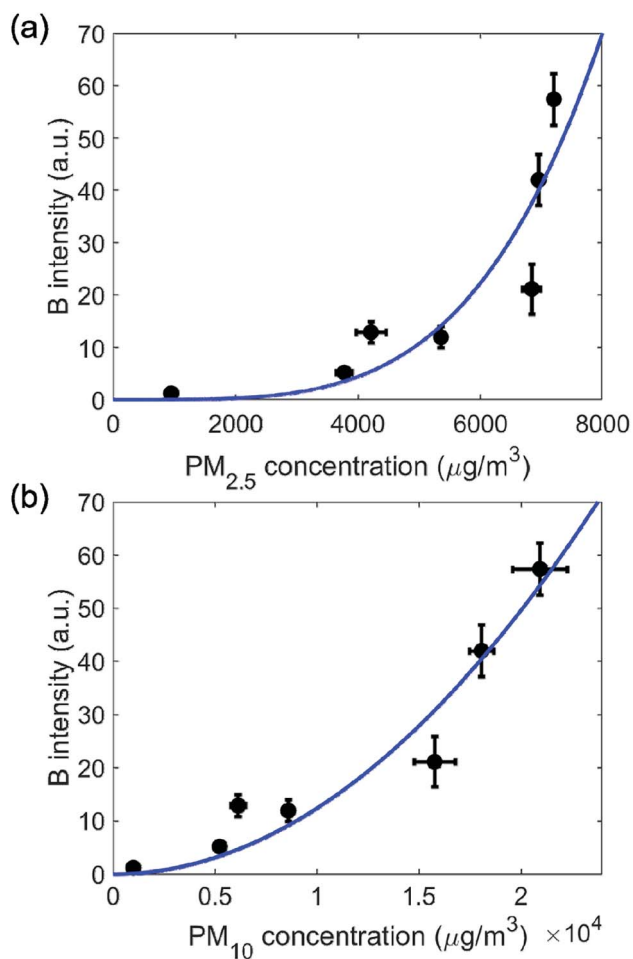 (a)
70
60
50
40
30
20
10
0
B intensity (a.u.)
0 2000 4000 6000 8000
PM2.5 concentration (μg/m3)
(b)
70
60
50
40
30
20
10
0
B intensity (a.u.)
0 0.5 1 1.5 2
PM10 concentration (μg/m3) ×104